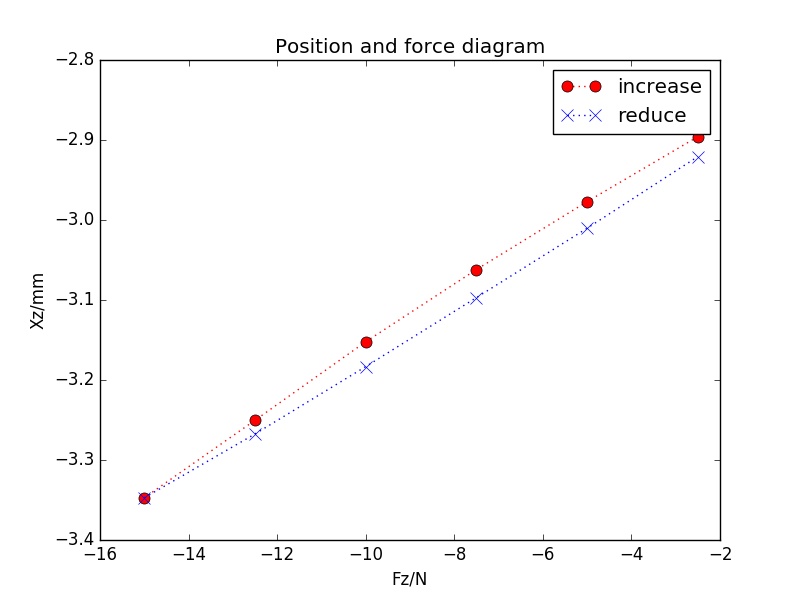 Position and force diagram
increase
reduce
−2.8
−2.9
−3.0
−3.1
−3.2
−3.3
−3.4
Xz/mm
−16 −14 −12 −10 −8 −6 −4 −2
Fz/N